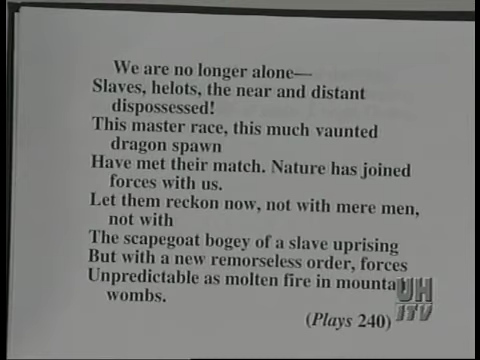 We are no longer alone—
Slaves, helots, the near and distant
dispossessed!
This master race, this much vaunted
dragon spawn
Have met their match. Nature has joined
forces with us.
Let them reckon now, not with mere men,
not with
The scapegoat bogey of a slave uprising
But with a new remorseless order, forces
Unpredictable as molten fire in mounta
wombs.
(Plays 240)
UH
ITV